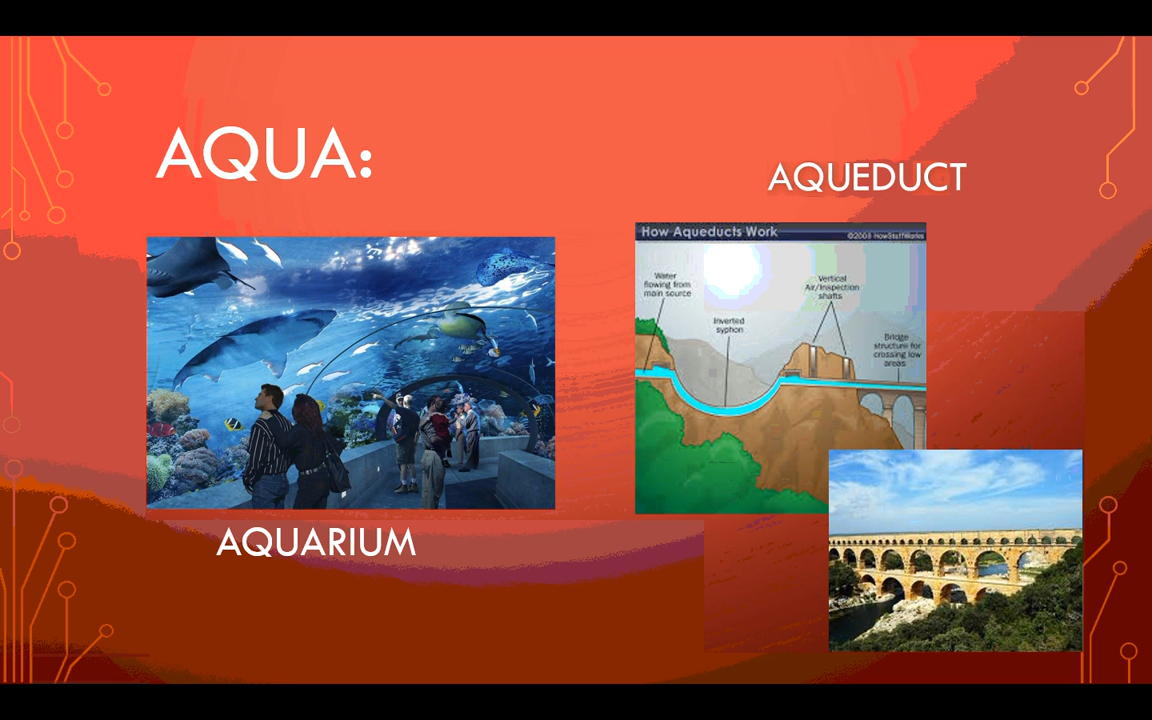 AQUA:
AQUEDUCT
How Aqueducts Work
©2008 HowStuffWorks
Water
flowing from
main source
Vertical
Air/Inspection
shafts
Inverted
syphon
Bridge
structure for
crossing low
areas
AQUARIUM